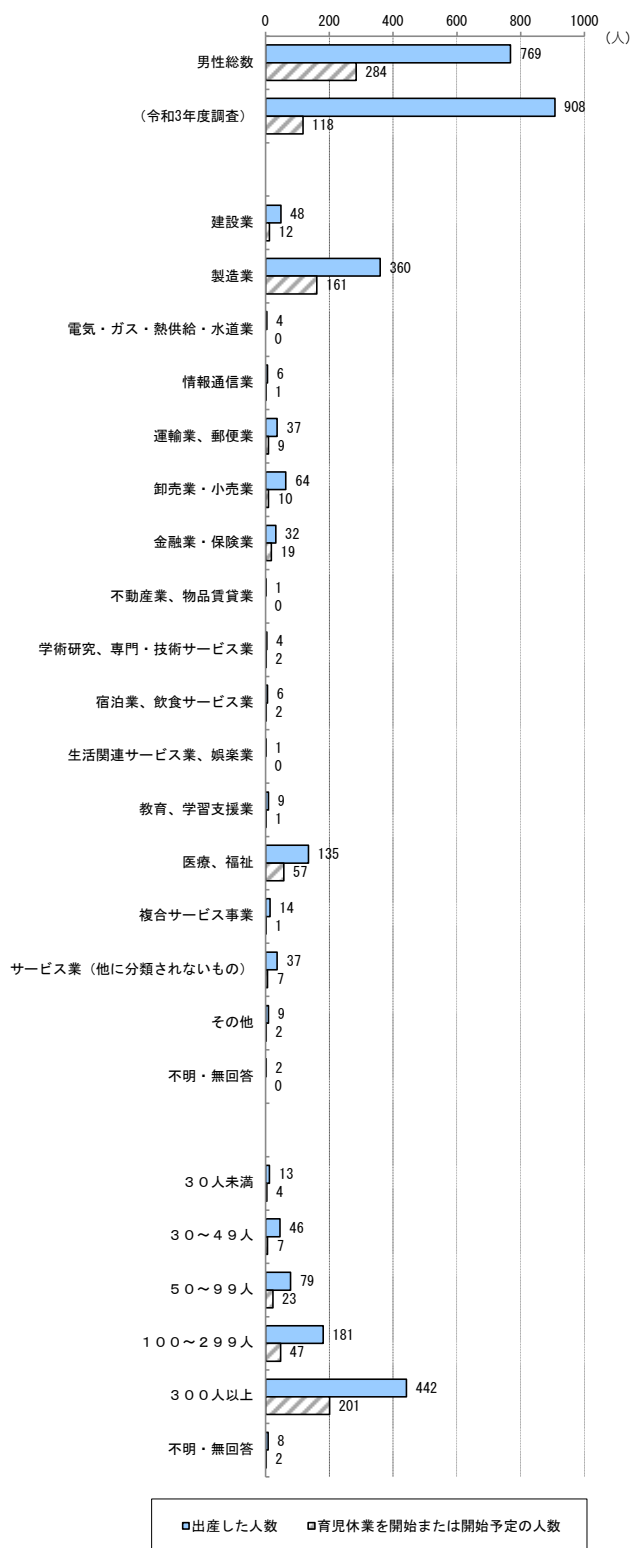 0 200 400 600 800 1000
（人）
男性総数 769
284
（令和3年度調査） 908
118
建設業 48
12
製造業 360
161
電気・ガス・熱供給・水道業 4
0
情報通信業 6
1
運輸業、郵便業 37
9
卸売業・小売業 64
10
金融業・保険業 32
19
不動産業、物品賃貸業 1
0
学術研究、専門・技術サービス業 4
2
宿泊業、飲食サービス業 6
2
生活関連サービス業、娯楽業 1
0
教育、学習支援業 9
1
医療、福祉 135
57
複合サービス事業 14
1
サービス業（他に分類されないもの） 37
7
その他 9
2
不明・無回答 2
0
３０人未満 13
4
３０～４９人 46
7
５０～９９人 79
23
１００～２９９人 181
47
３００人以上 442
201
不明・無回答 8
2
出産した人数 育児休業を開始または開始予定の人数